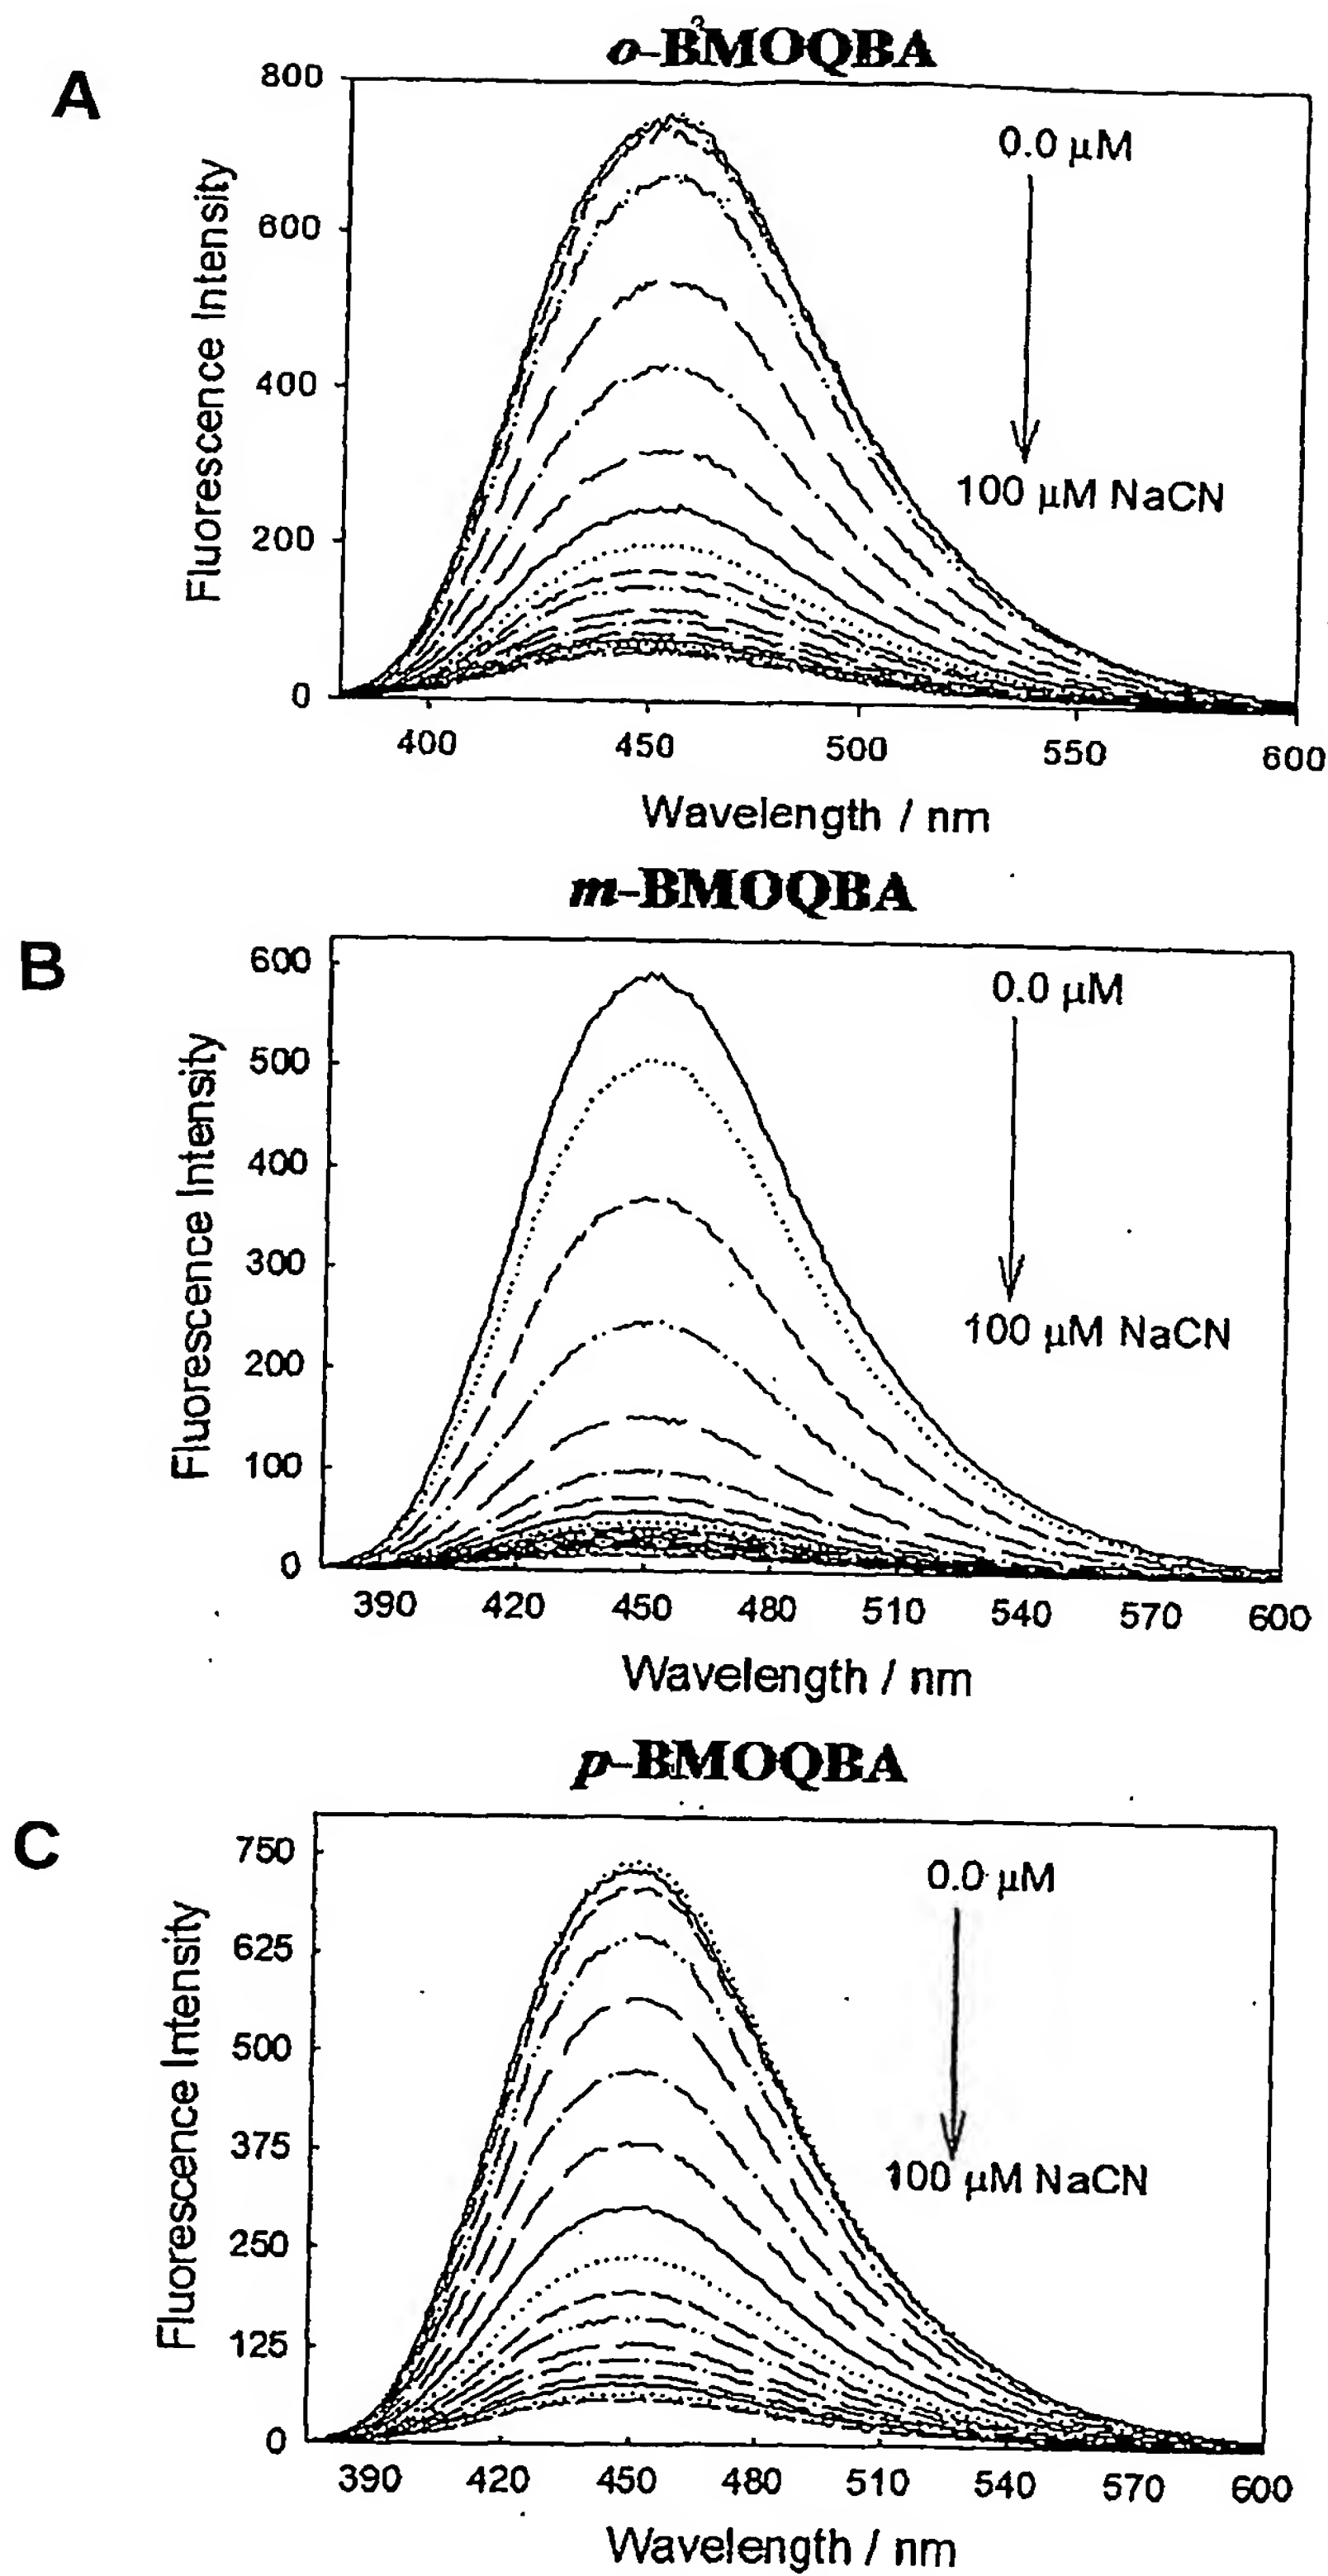 A
o-BMOQBA
800
600
400
200
0
Fluorescence Intensity
0.0 μM
100 μM NaCN
400 450 500 550 600
Wavelength / nm
B
m-BMOQBA
600
500
400
300
200
100
0
Fluorescence Intensity
0.0 μM
100 μM NaCN
390 420 450 480 510 540 570 600
Wavelength / nm
C
p-BMOQBA
750
625
500
375
250
125
0
Fluorescence Intensity
0.0 μM
100 μM NaCN
390 420 450 480 510 540 570 600
Wavelength / nm